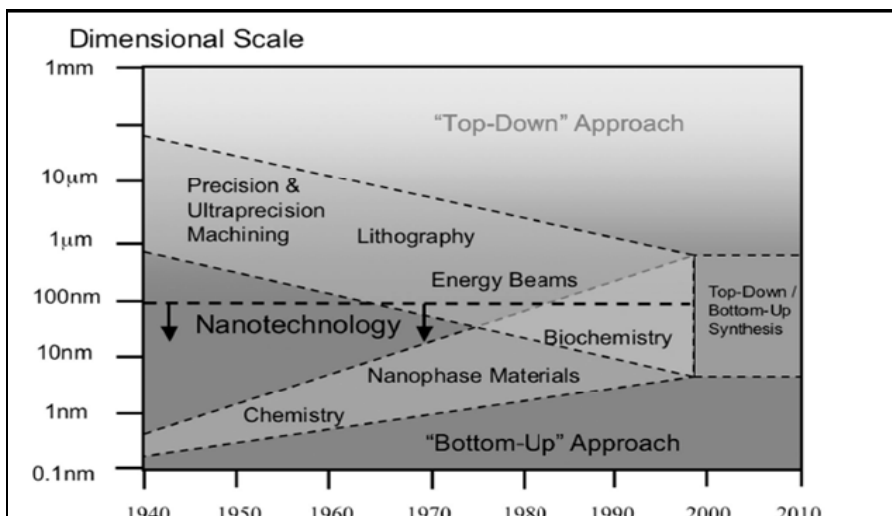 Dimensional Scale
1mm
"Top-Down" Approach
10µm
Precision &
Ultraprecision
Machining
Lithography
1µm
Energy Beams
100nm
Top-Down /
Bottom-Up
Synthesis
Nanotechnology
Biochemistry
10nm
Nanophase Materials
1nm
Chemistry
"Bottom-Up" Approach
0.1nm
1940 1950 1960 1970 1980 1990 2000 2010